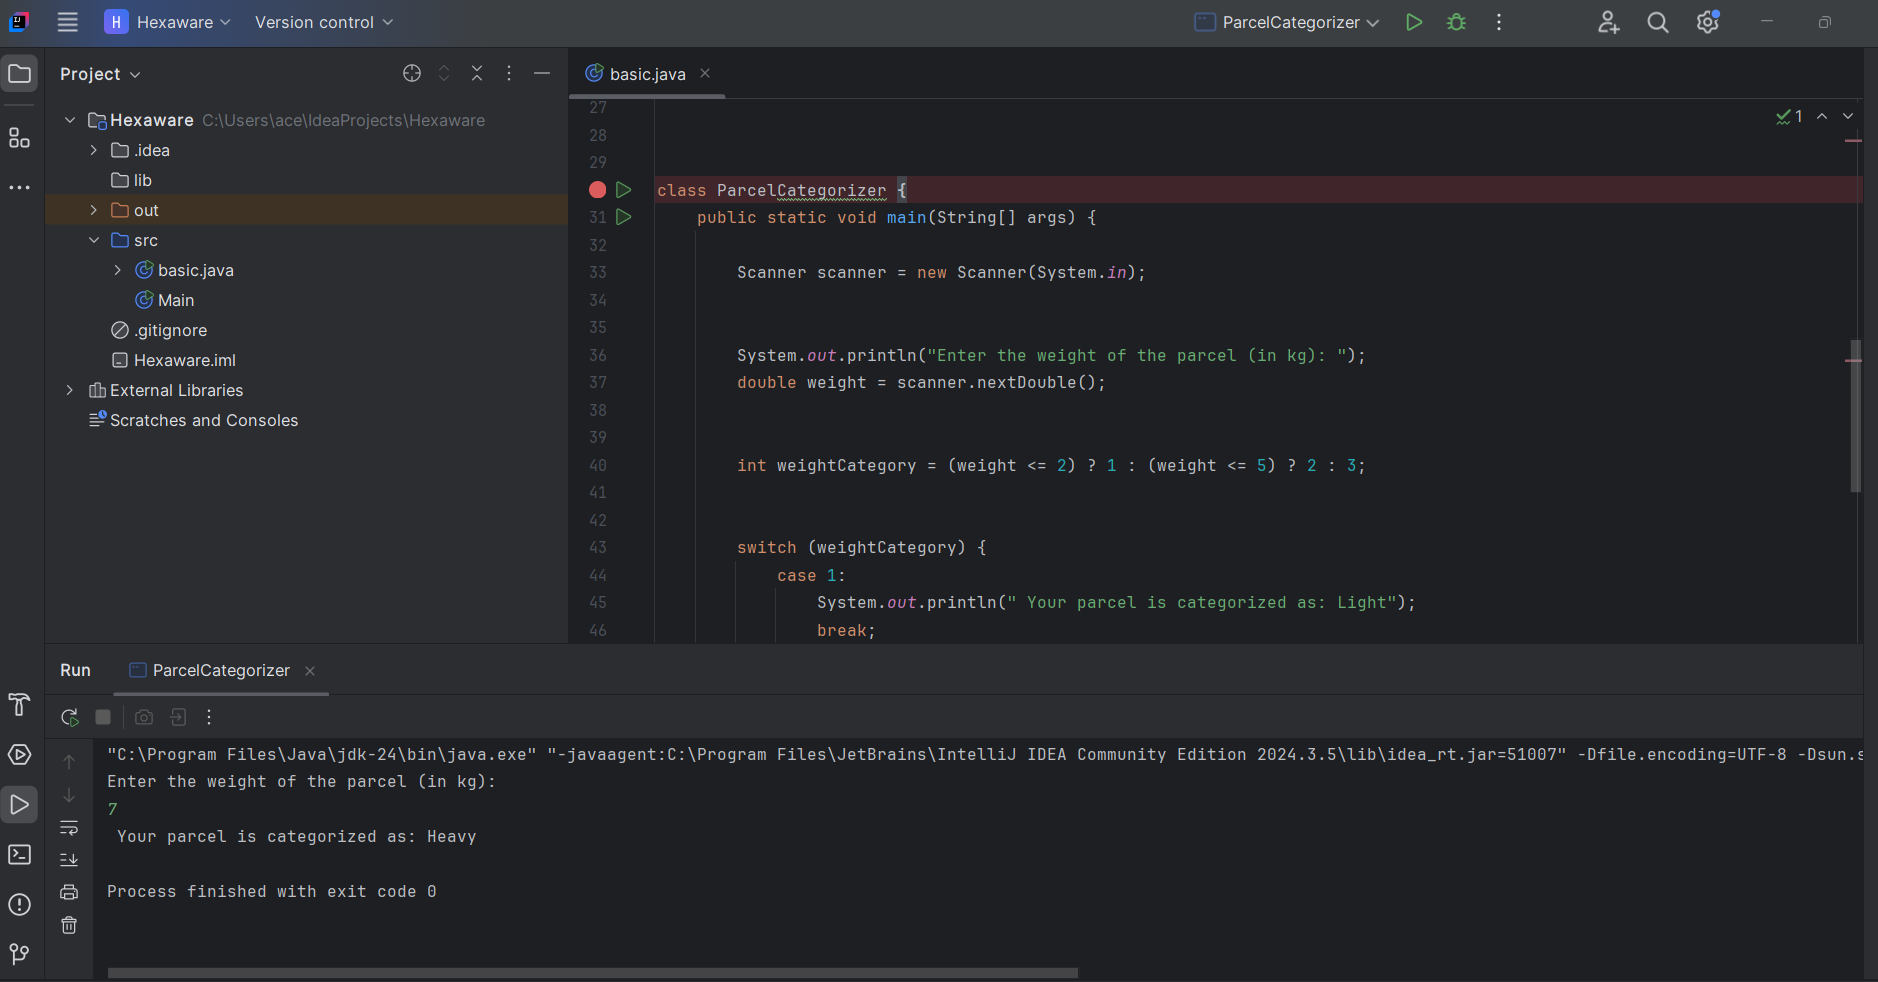 H Hexaware Version control ParcelCategorizer
Project
basic.java
Hexaware C:\Users\ace\IdeaProjects\Hexaware
.idea
lib
out
src
basic.java
Main
.gitignore
Hexaware.iml
External Libraries
Scratches and Consoles
1
27
28
29
class ParcelCategorizer {
31 public static void main(String[] args) {
32
33 Scanner scanner = new Scanner(System.in);
34
35
36 System.out.println("Enter the weight of the parcel (in kg): ");
37 double weight = scanner.nextDouble();
38
39
40 int weightCategory = (weight <= 2) ? 1 : (weight <= 5) ? 2 : 3;
41
42
43 switch (weightCategory) {
44 case 1:
45 System.out.println(" Your parcel is categorized as: Light");
46 break;
Run ParcelCategorizer
"C:\Program Files\Java\jdk-24\bin\java.exe" "-javaagent:C:\Program Files\JetBrains\IntelliJ IDEA Community Edition 2024.3.5\lib\idea_rt.jar=51007" -Dfile.encoding=UTF-8 -Dsun.s
Enter the weight of the parcel (in kg):
7
Your parcel is categorized as: Heavy
Process finished with exit code 0